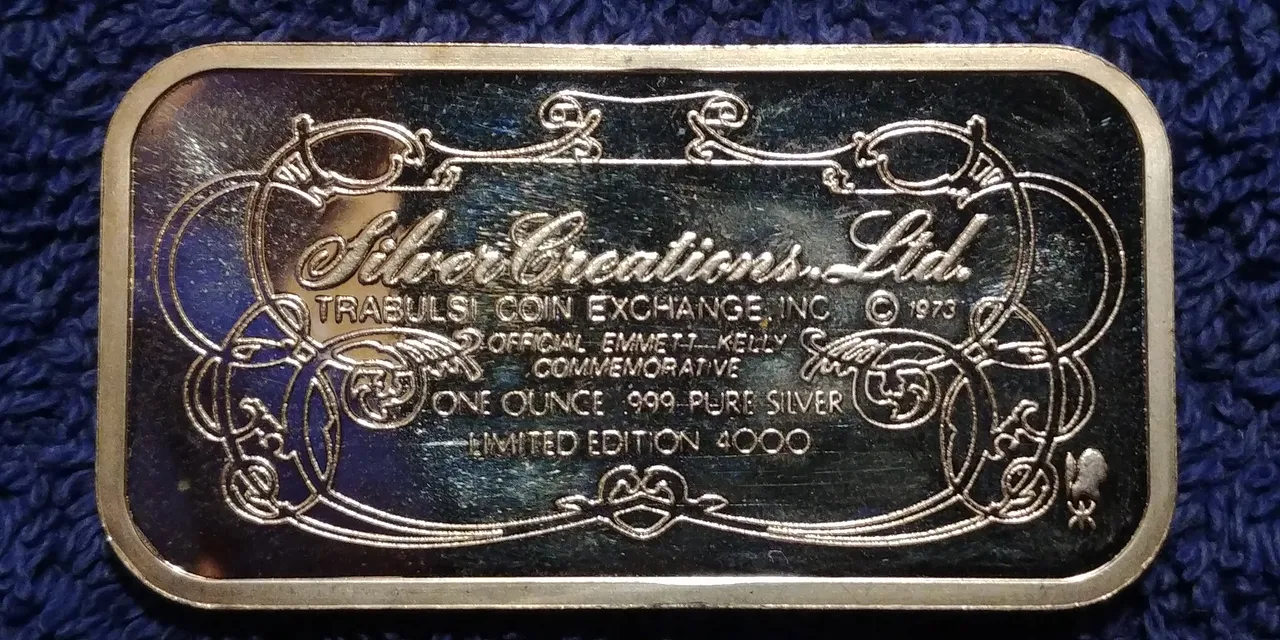 Silver Creations, Ltd.
TRABULSI COIN EXCHANGE, INC © 1973
OFFICIAL EMMETT KELLY
COMMEMORATIVE
ONE OUNCE .999 PURE SILVER
LIMITED EDITION 4000